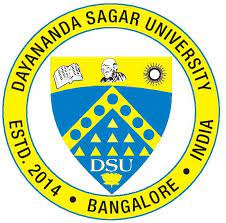 DAYANANDA SAGAR UNIVERSITY
DSU
ESTD. 2014 • BANGALORE • INDIA